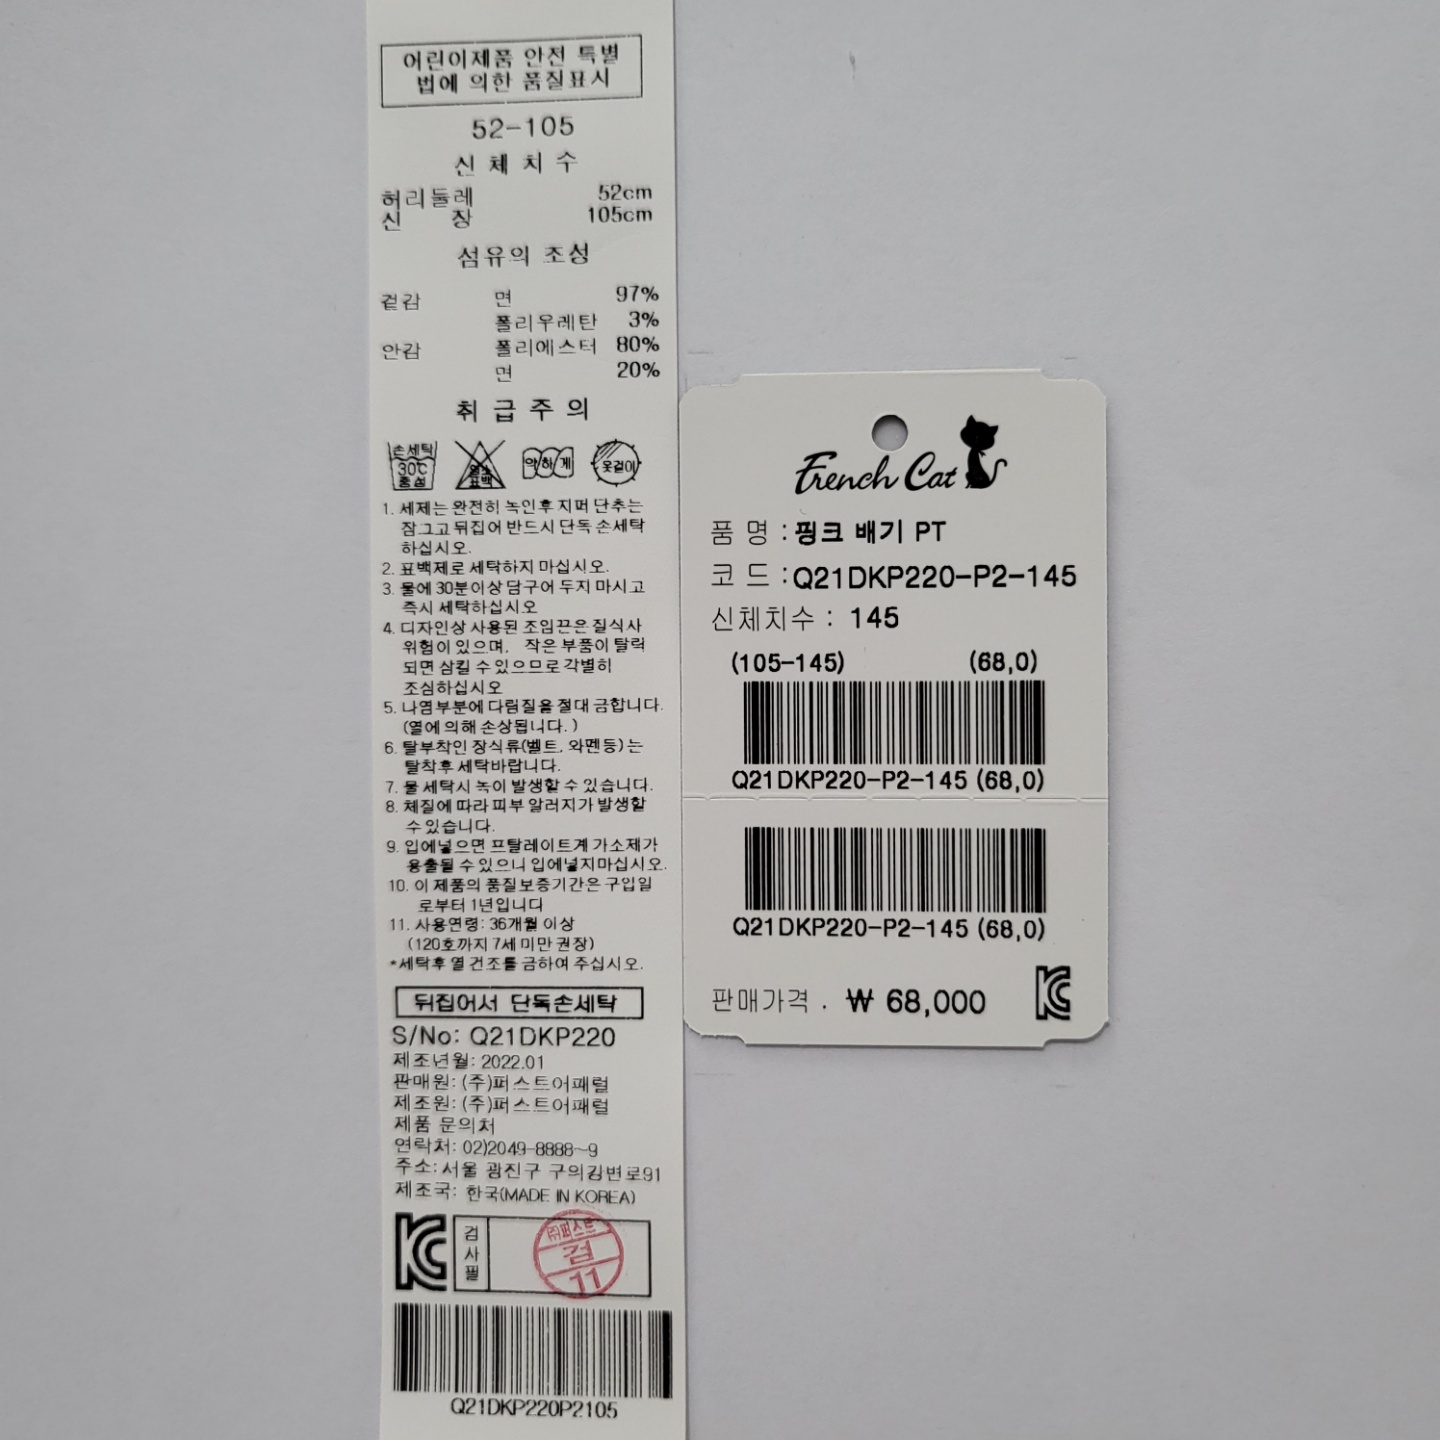 어린이제품 안전 특별
법에 의한 품질표시
52-105
신 체 치 수
허리둘레 52cm
신 장 105cm
섬유의 조성
겉감 면 97%
폴리우레탄 3%
안감 폴리에스터 80%
면 20%
취 급 주 의
손세탁
30℃
중성
염소
표백
약하게
옷걸이
1. 세제는 완전히 녹인후 지퍼 단추는
잠그고 뒤집어 반드시 단독 손세탁
하십시오.
2. 표백제로 세탁하지 마십시오.
3. 물에 30분이상 담구어 두지 마시고
즉시 세탁하십시오
4. 디자인상 사용된 조임끈은 질식사
위험이 있으며, 작은 부품이 탈락
되면 삼킬 수 있으므로 각별히
조심하십시오
5. 나염부분에 다림질을 절대 금합니다.
(열에 의해 손상됩니다.)
6. 탈부착인 장식류(벨트, 와펜등)는
탈착후 세탁바랍니다.
7. 물 세탁시 녹이 발생할 수 있습니다.
8. 체질에 따라 피부 알러지가 발생할
수 있습니다.
9. 입에넣으면 프탈레이트계 가소제가
용출될 수 있으니 입에넣지마십시오.
10. 이 제품의 품질보증기간은 구입일
로부터 1년입니다
11. 사용연령: 36개월 이상
(120호까지 7세 미만 권장)
*세탁후 열 건조를 금하여 주십시오.
뒤집어서 단독손세탁
S/No: Q21DKP220
제조년월: 2022.01
판매원: (주)퍼스트어패럴
제조원: (주)퍼스트어패럴
제품 문의처
연락처: 02)2049-8888~9
주소: 서울 광진구 구의강변로91
제조국: 한국(MADE IN KOREA)
KC
검사필
㈜퍼스트
검
11
Q21DKP220P2105
French Cat
품 명 : 핑크 배기 PT
코 드 : Q21DKP220-P2-145
신체치수 : 145
(105-145) (68,0)
Q21DKP220-P2-145 (68,0)
Q21DKP220-P2-145 (68,0)
판매가격 . ₩ 68,000
KC